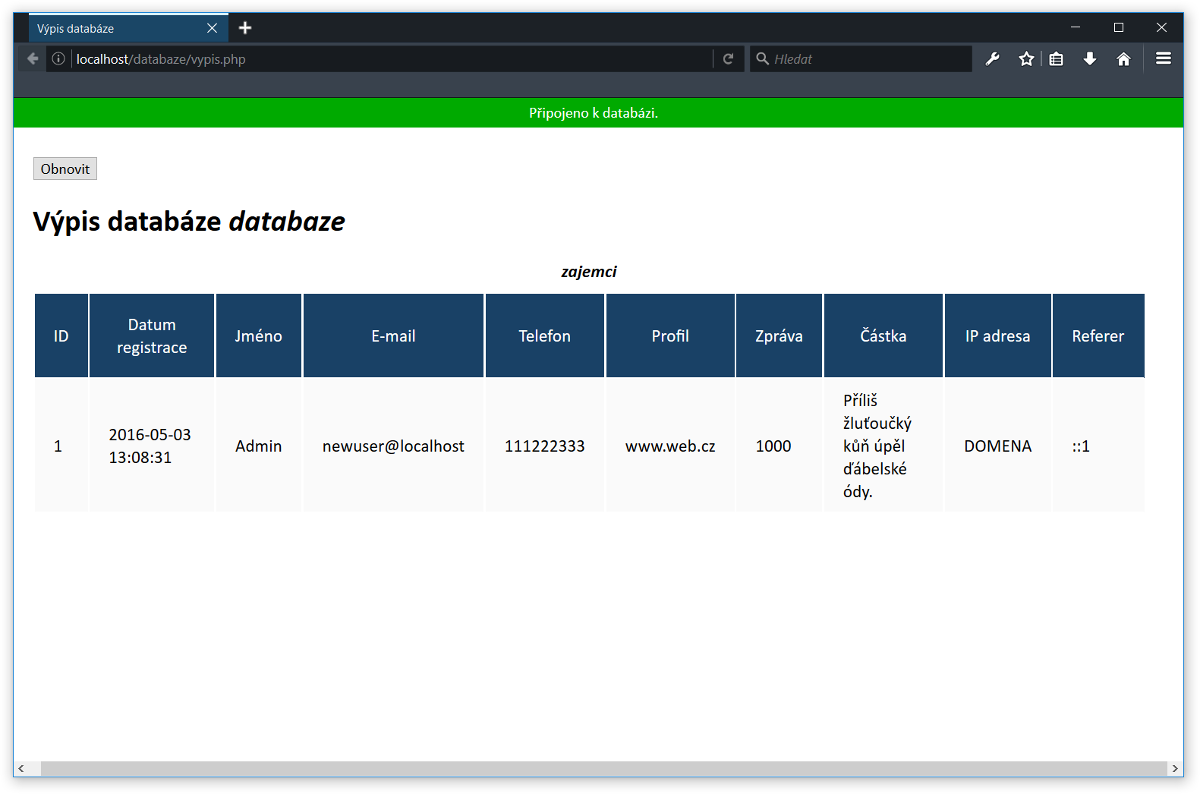 Výpis databáze
localhost/databaze/vypis.php
Hledat
Připojeno k databázi.
Obnovit
Výpis databáze databaze
zajemci
ID
Datum
registrace
Jméno
E-mail
Telefon
Profil
Zpráva
Částka
IP adresa
Referer
1
2016-05-03
13:08:31
Admin
newuser@localhost
111222333
www.web.cz
1000
Příliš
žluťoučký
kůň úpěl
ďábelské
ódy.
DOMENA
::1